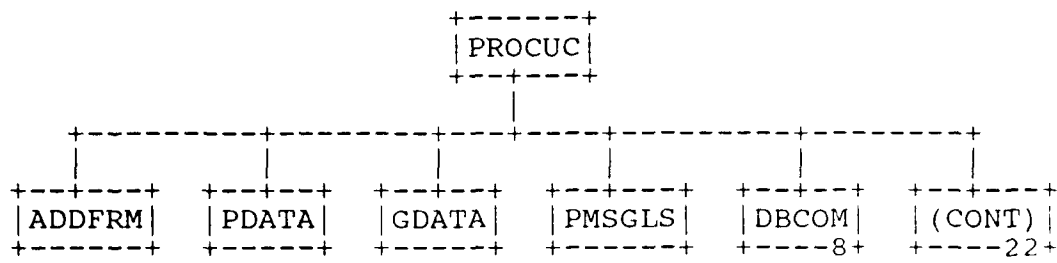 PROCUC
ADDFRM PDATA GDATA PMSGLS DBCOM (CONT)
8 22